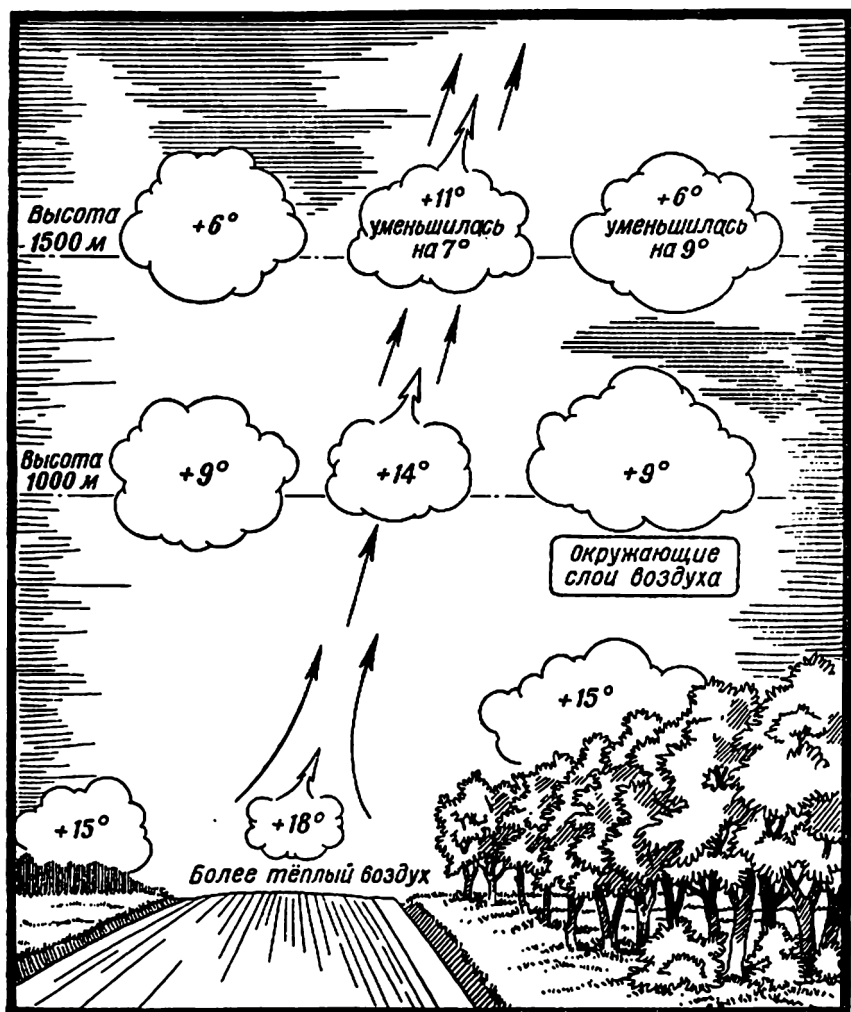 +6°
+11°
уменьшилась
на 7°
+6°
уменьшилась
на 9°
Высота
1500 м
+9°
+14°
+9°
Высота
1000 м
Окружающие
слои воздуха
+15°
+15°
+18°
Более тёплый воздух